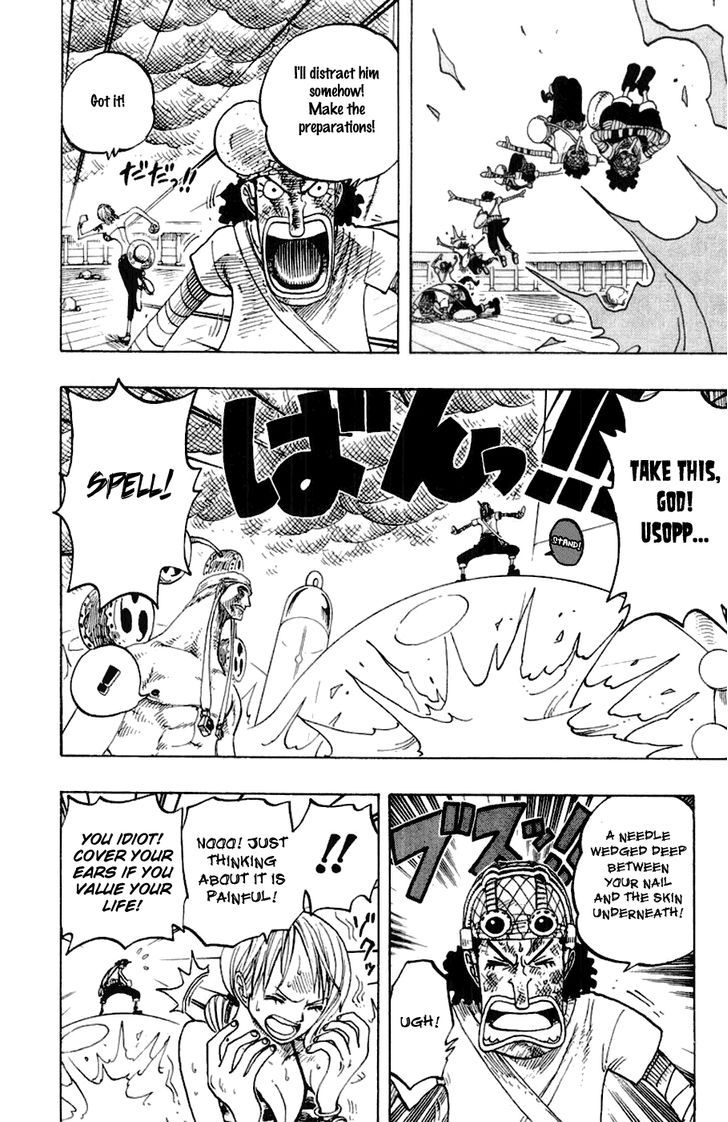 I'll distract him
somehow!
Make the
preparations!
Got it!
だだっ!!
TAKE THIS,
GOD!
USOPP...
STAND!
ばんっ!!
SPELL!
!
A NEEDLE
WEDGED DEEP
BETWEEN
YOUR NAIL
AND THE SKIN
UNDERNEATH!
ブスッ!!
UGH!
!!
NOOO! JUST
THINKING
ABOUT IT IS
PAINFUL!
YOU IDIOT!
COVER YOUR
EARS IF YOU
VALUE YOUR
LIFE!